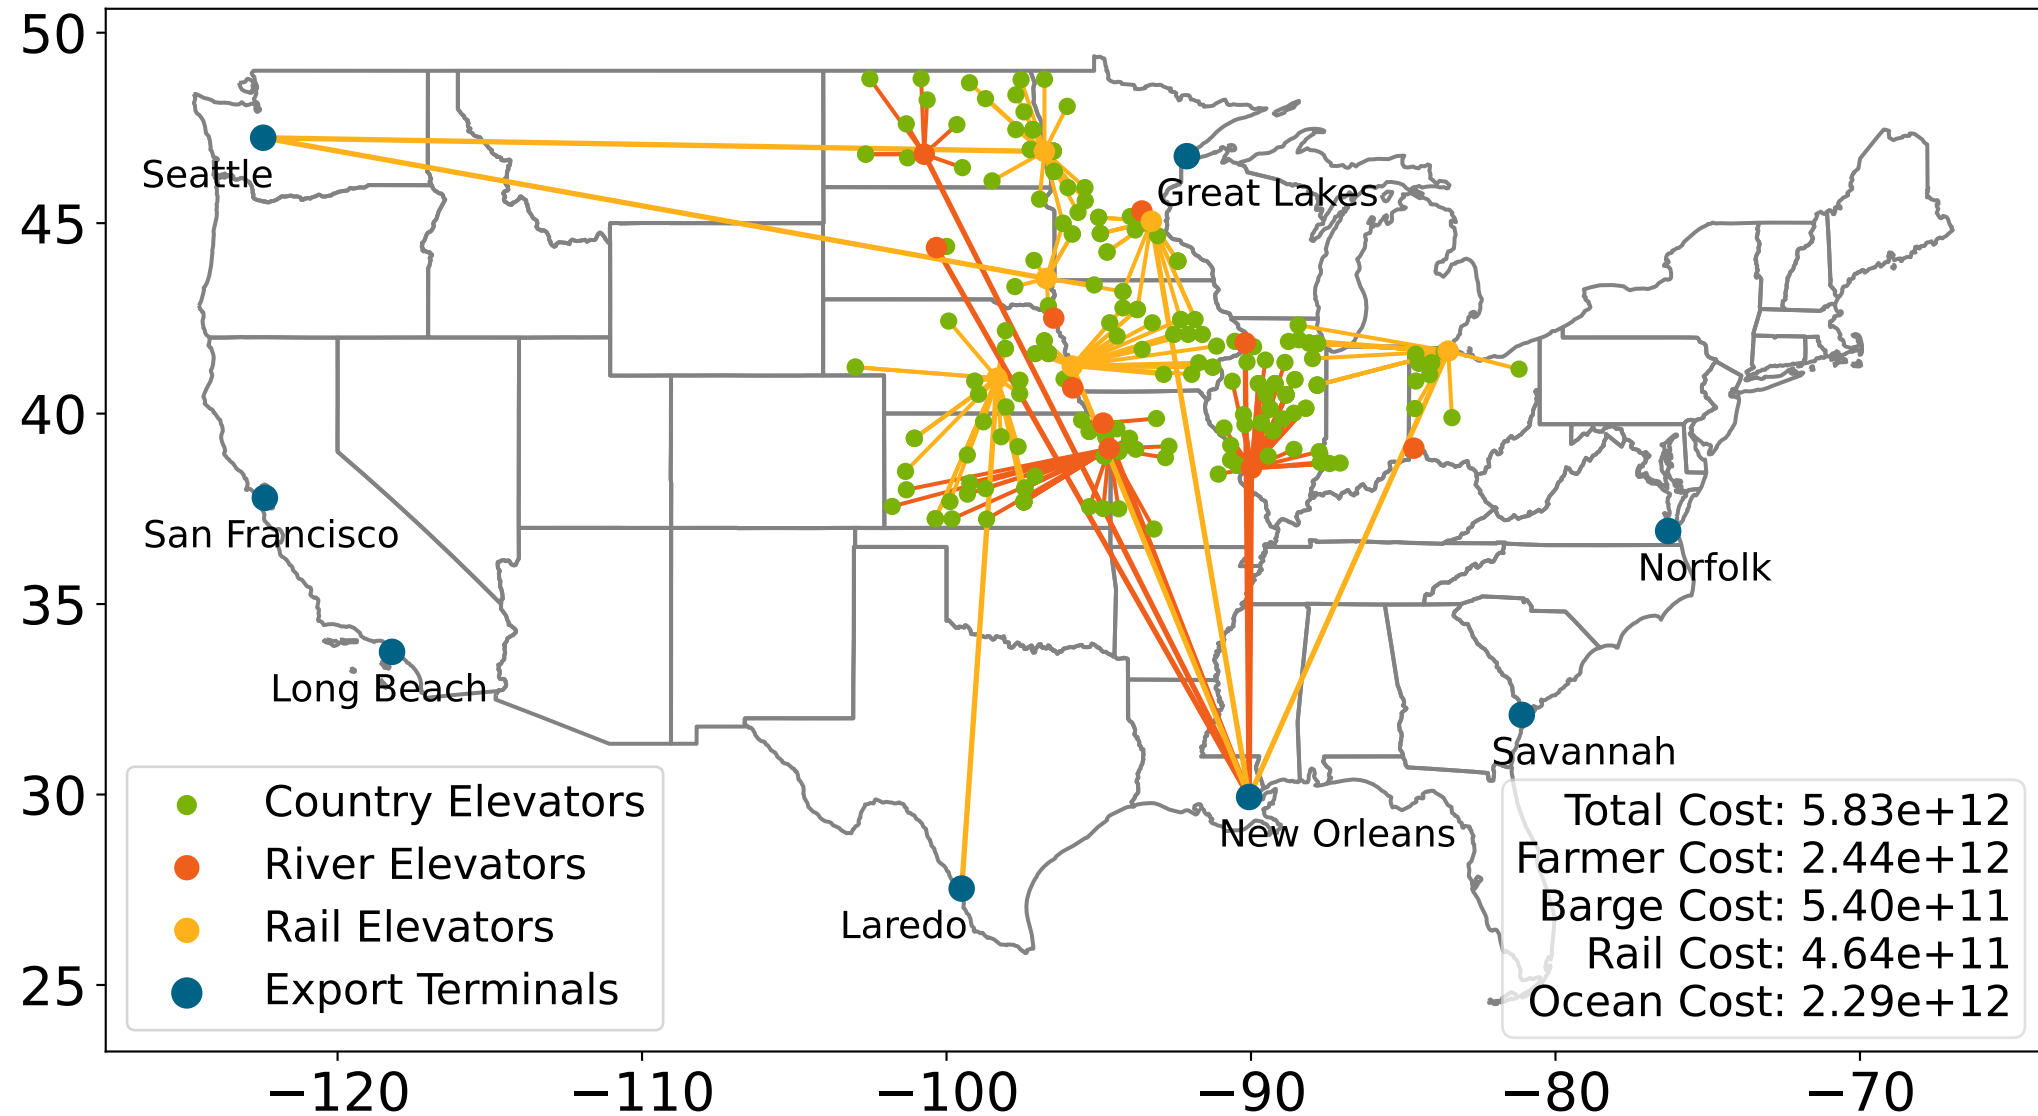 50
45
40
35
30
25
Seattle
Great Lakes
San Francisco
Norfolk
Long Beach
Savannah
New Orleans
Laredo
Country Elevators
River Elevators
Rail Elevators
Export Terminals
Total Cost: 5.83e+12
Farmer Cost: 2.44e+12
Barge Cost: 5.40e+11
Rail Cost: 4.64e+11
Ocean Cost: 2.29e+12
−120 −110 −100 −90 −80 −70